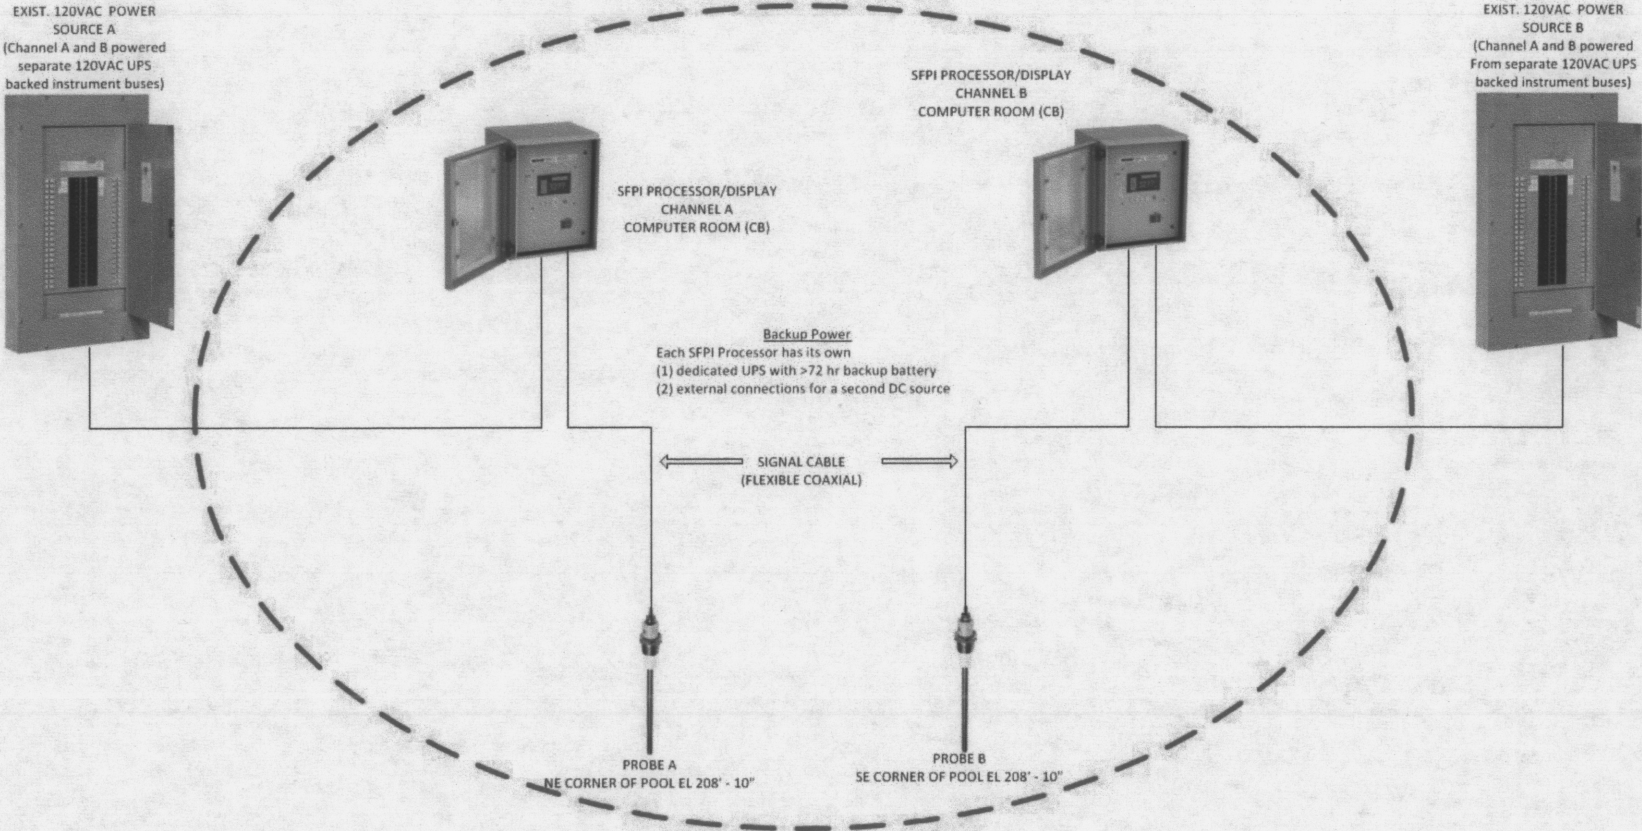 EXIST. 120VAC POWER
SOURCE A
(Channel A and B powered
separate 120VAC UPS
backed instrument buses)
EXIST. 120VAC POWER
SOURCE B
(Channel A and B powered
From separate 120VAC UPS
backed instrument buses)
SFPI PROCESSOR/DISPLAY
CHANNEL B
COMPUTER ROOM (CB)
SFPI PROCESSOR/DISPLAY
CHANNEL A
COMPUTER ROOM (CB)
Backup Power
Each SFPI Processor has its own
(1) dedicated UPS with >72 hr backup battery
(2) external connections for a second DC source
SIGNAL CABLE
(FLEXIBLE COAXIAL)
PROBE A
NE CORNER OF POOL EL 208' - 10"
PROBE B
SE CORNER OF POOL EL 208' - 10"